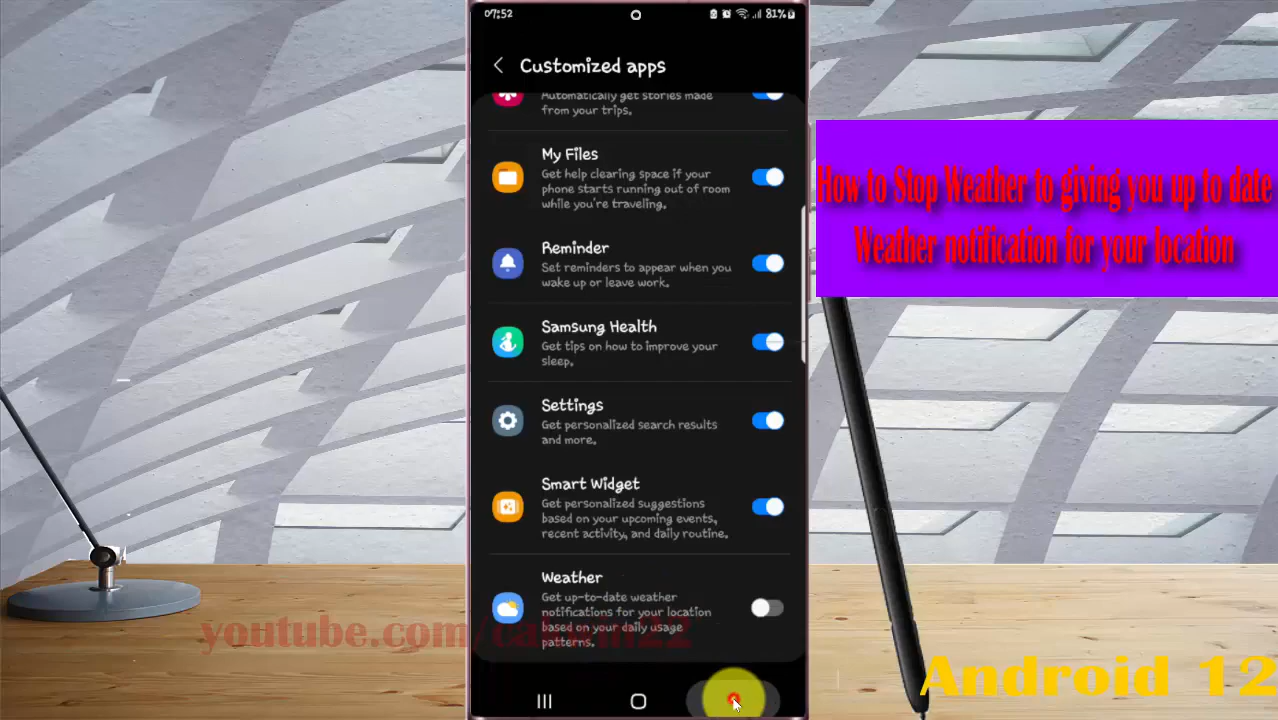 07:52
81%
Customized apps
Automatically get stories made
from your trips.
My Files
Get help clearing space if your
phone starts running out of room
while you're traveling.
Reminder
Set reminders to appear when you
wake up or leave work.
Samsung Health
Get tips on how to improve your
sleep.
Settings
Get personalized search results
and more.
Smart Widget
Get personalized suggestions
based on your upcoming events,
recent activity, and daily routine.
Weather
Get up-to-date weather
notifications for your location
based on your daily usage
patterns.
How to Stop Weather to giving you up to date
Weather notification for your location
Android 12